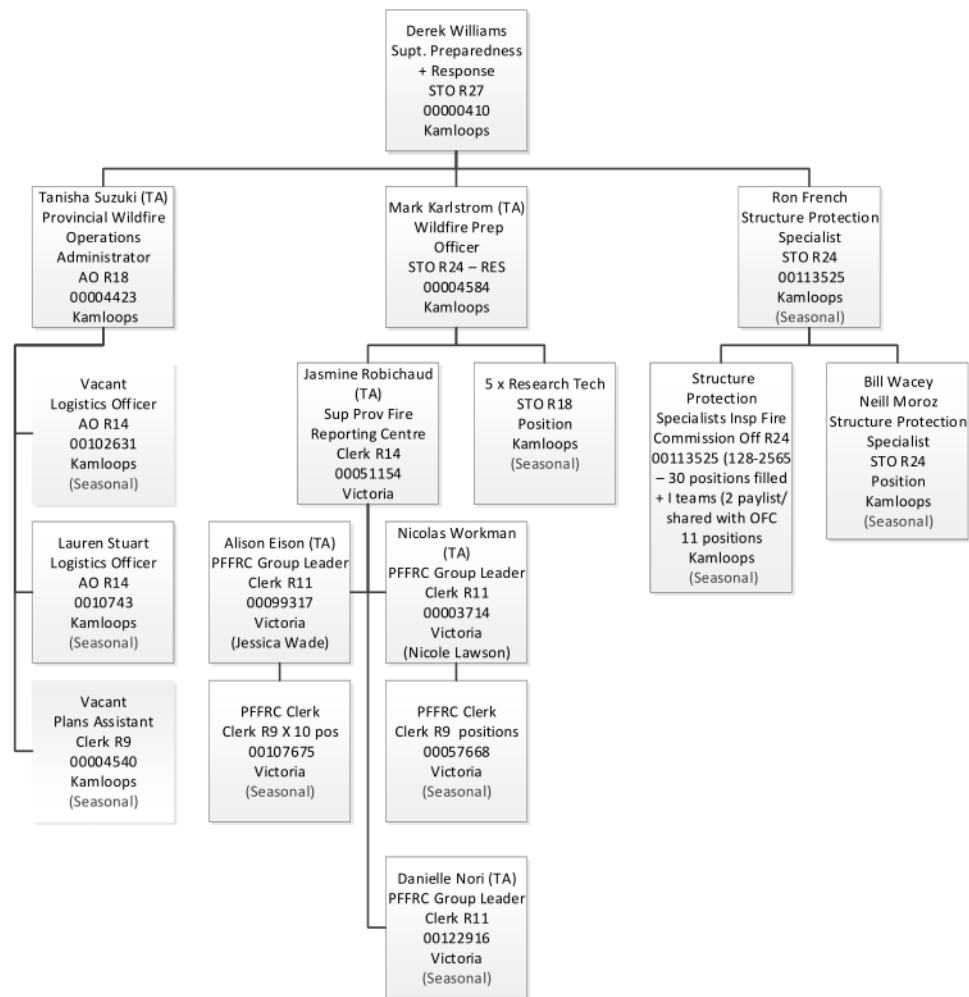 Derek Williams
Supt. Preparedness
+ Response
STO R27
00000410
Kamloops
Tanisha Suzuki (TA)
Provincial Wildfire
Operations
Administrator
AO R18
00004423
Kamloops
Mark Karlstrom (TA)
Wildfire Prep
Officer
STO R24 – RES
00004584
Kamloops
Ron French
Structure Protection
Specialist
STO R24
00113525
Kamloops
(Seasonal)
Vacant
Logistics Officer
AO R14
00102631
Kamloops
(Seasonal)
Jasmine Robichaud
(TA)
Sup Prov Fire
Reporting Centre
Clerk R14
00051154
Victoria
5 x Research Tech
STO R18
Position
Kamloops
(Seasonal)
Structure
Protection
Specialists Insp Fire
Commission Off R24
00113525 (128-2565
– 30 positions filled
+ I teams (2 paylist/
shared with OFC
11 positions
Kamloops
(Seasonal)
Bill Wacey
Neill Moroz
Structure Protection
Specialist
STO R24
Position
Kamloops
(Seasonal)
Lauren Stuart
Logistics Officer
AO R14
0010743
Kamloops
(Seasonal)
Alison Eison (TA)
PFFRC Group Leader
Clerk R11
00099317
Victoria
(Jessica Wade)
Nicolas Workman
(TA)
PFFRC Group Leader
Clerk R11
00003714
Victoria
(Nicole Lawson)
Vacant
Plans Assistant
Clerk R9
00004540
Kamloops
(Seasonal)
PFFRC Clerk
Clerk R9 X 10 pos
00107675
Victoria
(Seasonal)
PFFRC Clerk
Clerk R9 positions
00057668
Victoria
(Seasonal)
Danielle Nori (TA)
PFFRC Group Leader
Clerk R11
00122916
Victoria
(Seasonal)